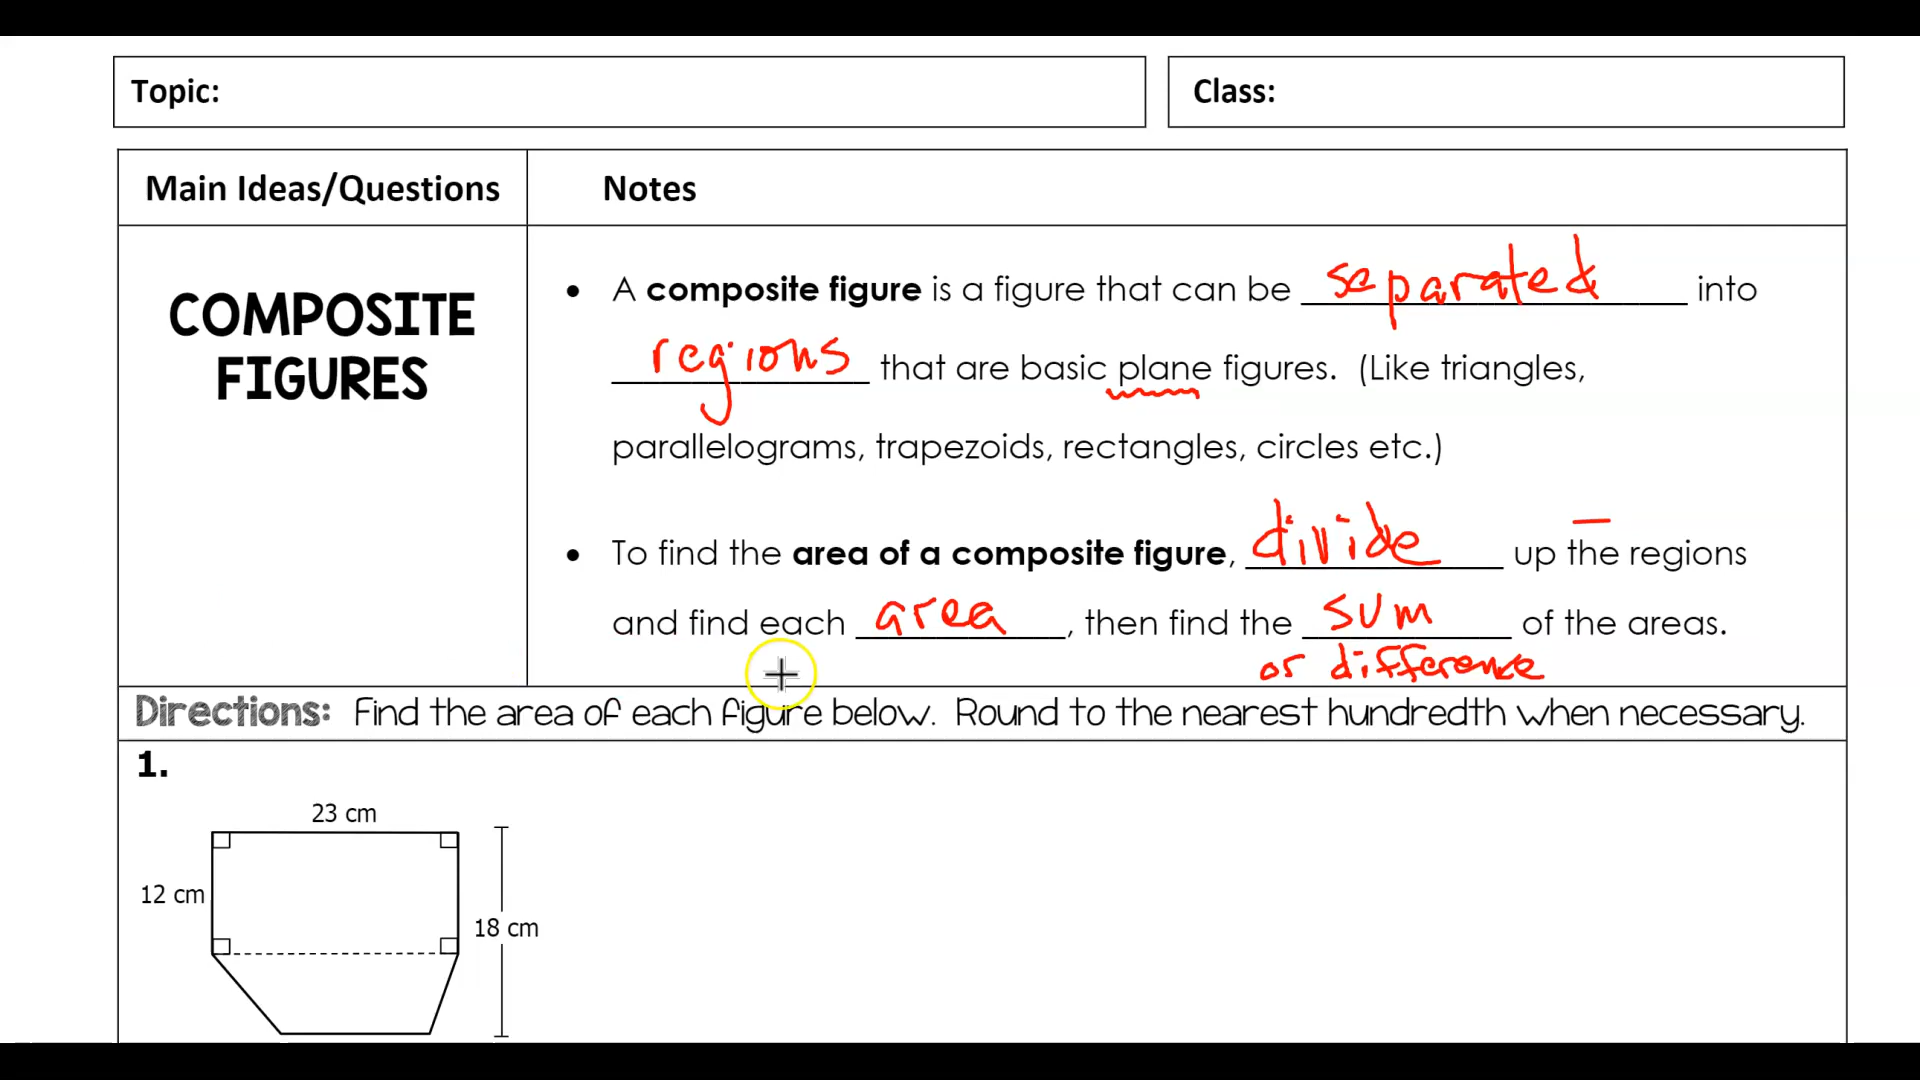 Topic:
Class:
Main Ideas/Questions
Notes
COMPOSITE
FIGURES
• A composite figure is a figure that can be separated into
regions that are basic plane figures. (Like triangles,
parallelograms, trapezoids, rectangles, circles etc.)
• To find the area of a composite figure, divide up the regions
and find each area, then find the sum of the areas.
or difference
Directions: Find the area of each figure below. Round to the nearest hundredth when necessary.
1.
23 cm
12 cm
18 cm